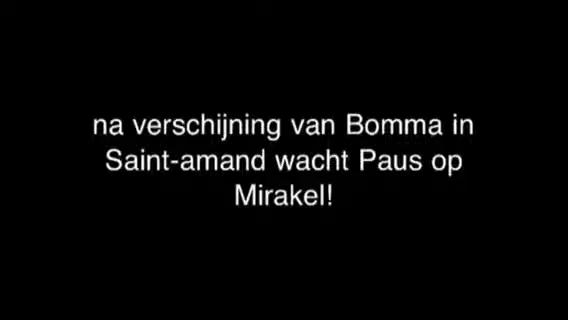 na verschijning van Bomma in
Saint-amand wacht Paus op
Mirakel!